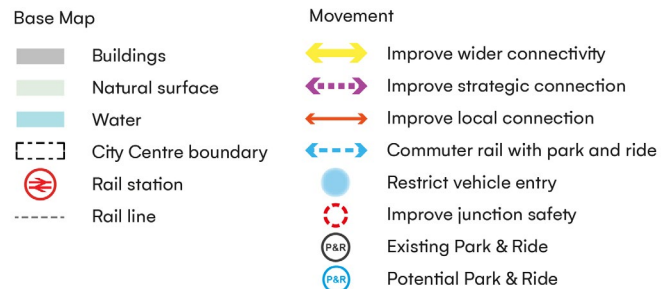 Base Map
Buildings
Natural surface
Water
City Centre boundary
Rail station
Rail line
Movement
Improve wider connectivity
Improve strategic connection
Improve local connection
Commuter rail with park and ride
Restrict vehicle entry
Improve junction safety
P&R Existing Park & Ride
P&R Potential Park & Ride